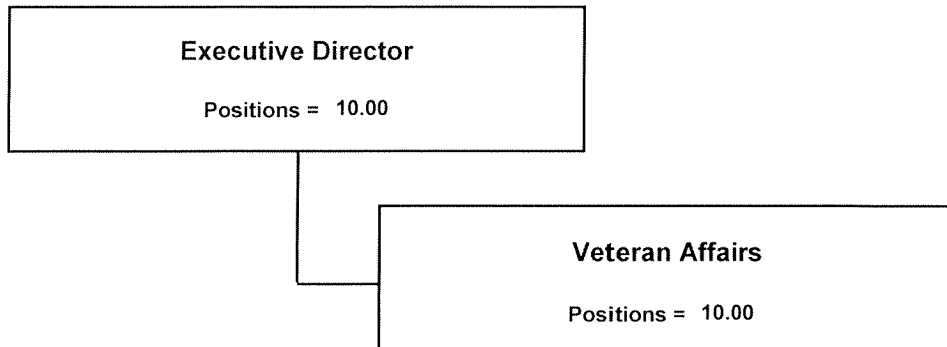 Executive Director
Positions = 10.00
Veteran Affairs
Positions = 10.00